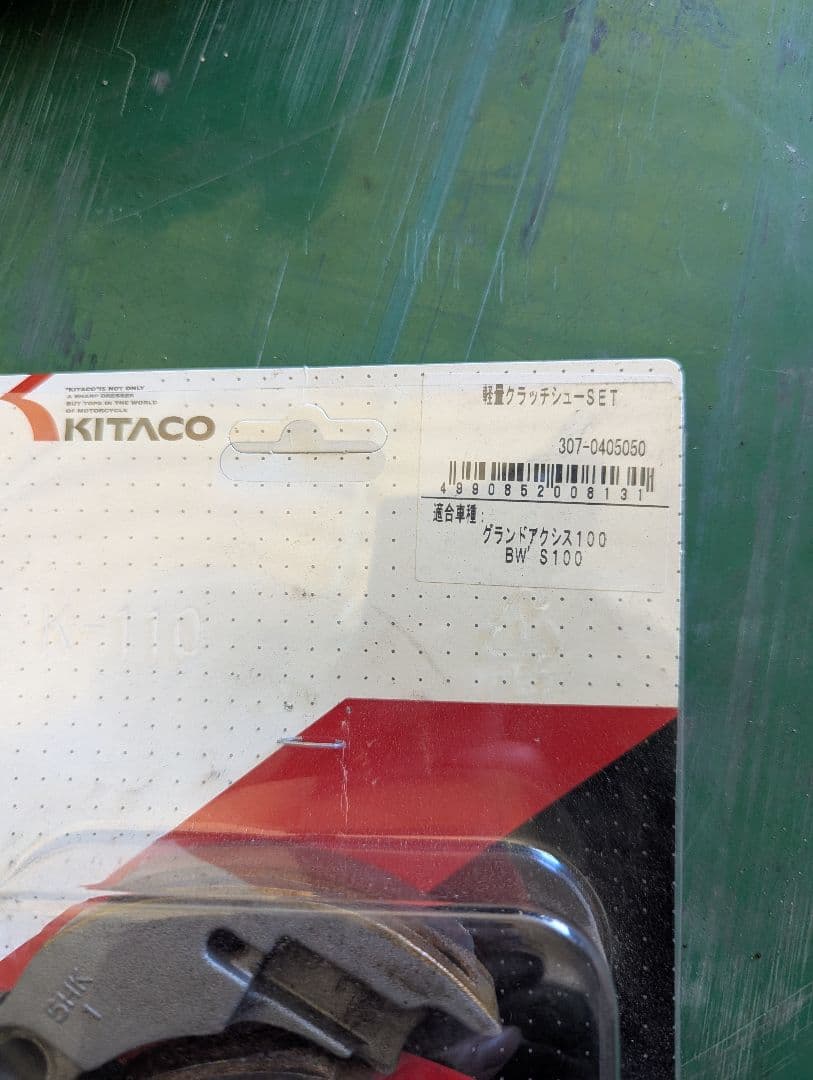 "KITACO" IS NOT ONLY
A SHARP DRESSER
BUT TOPS IN THE WORLD
OF MOTORCYCLE
KITACO
軽量クラッチシューSET
307-0405050
4990852008131
適合車種:
グランドアクシス100
BW'S100
K-110
5HK
1